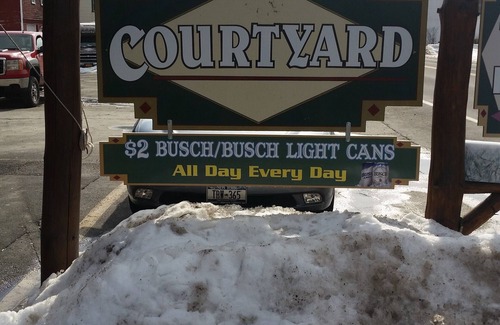 COURTYARD
$2 BUSCH/BUSCH LIGHT CANS
All Day Every Day